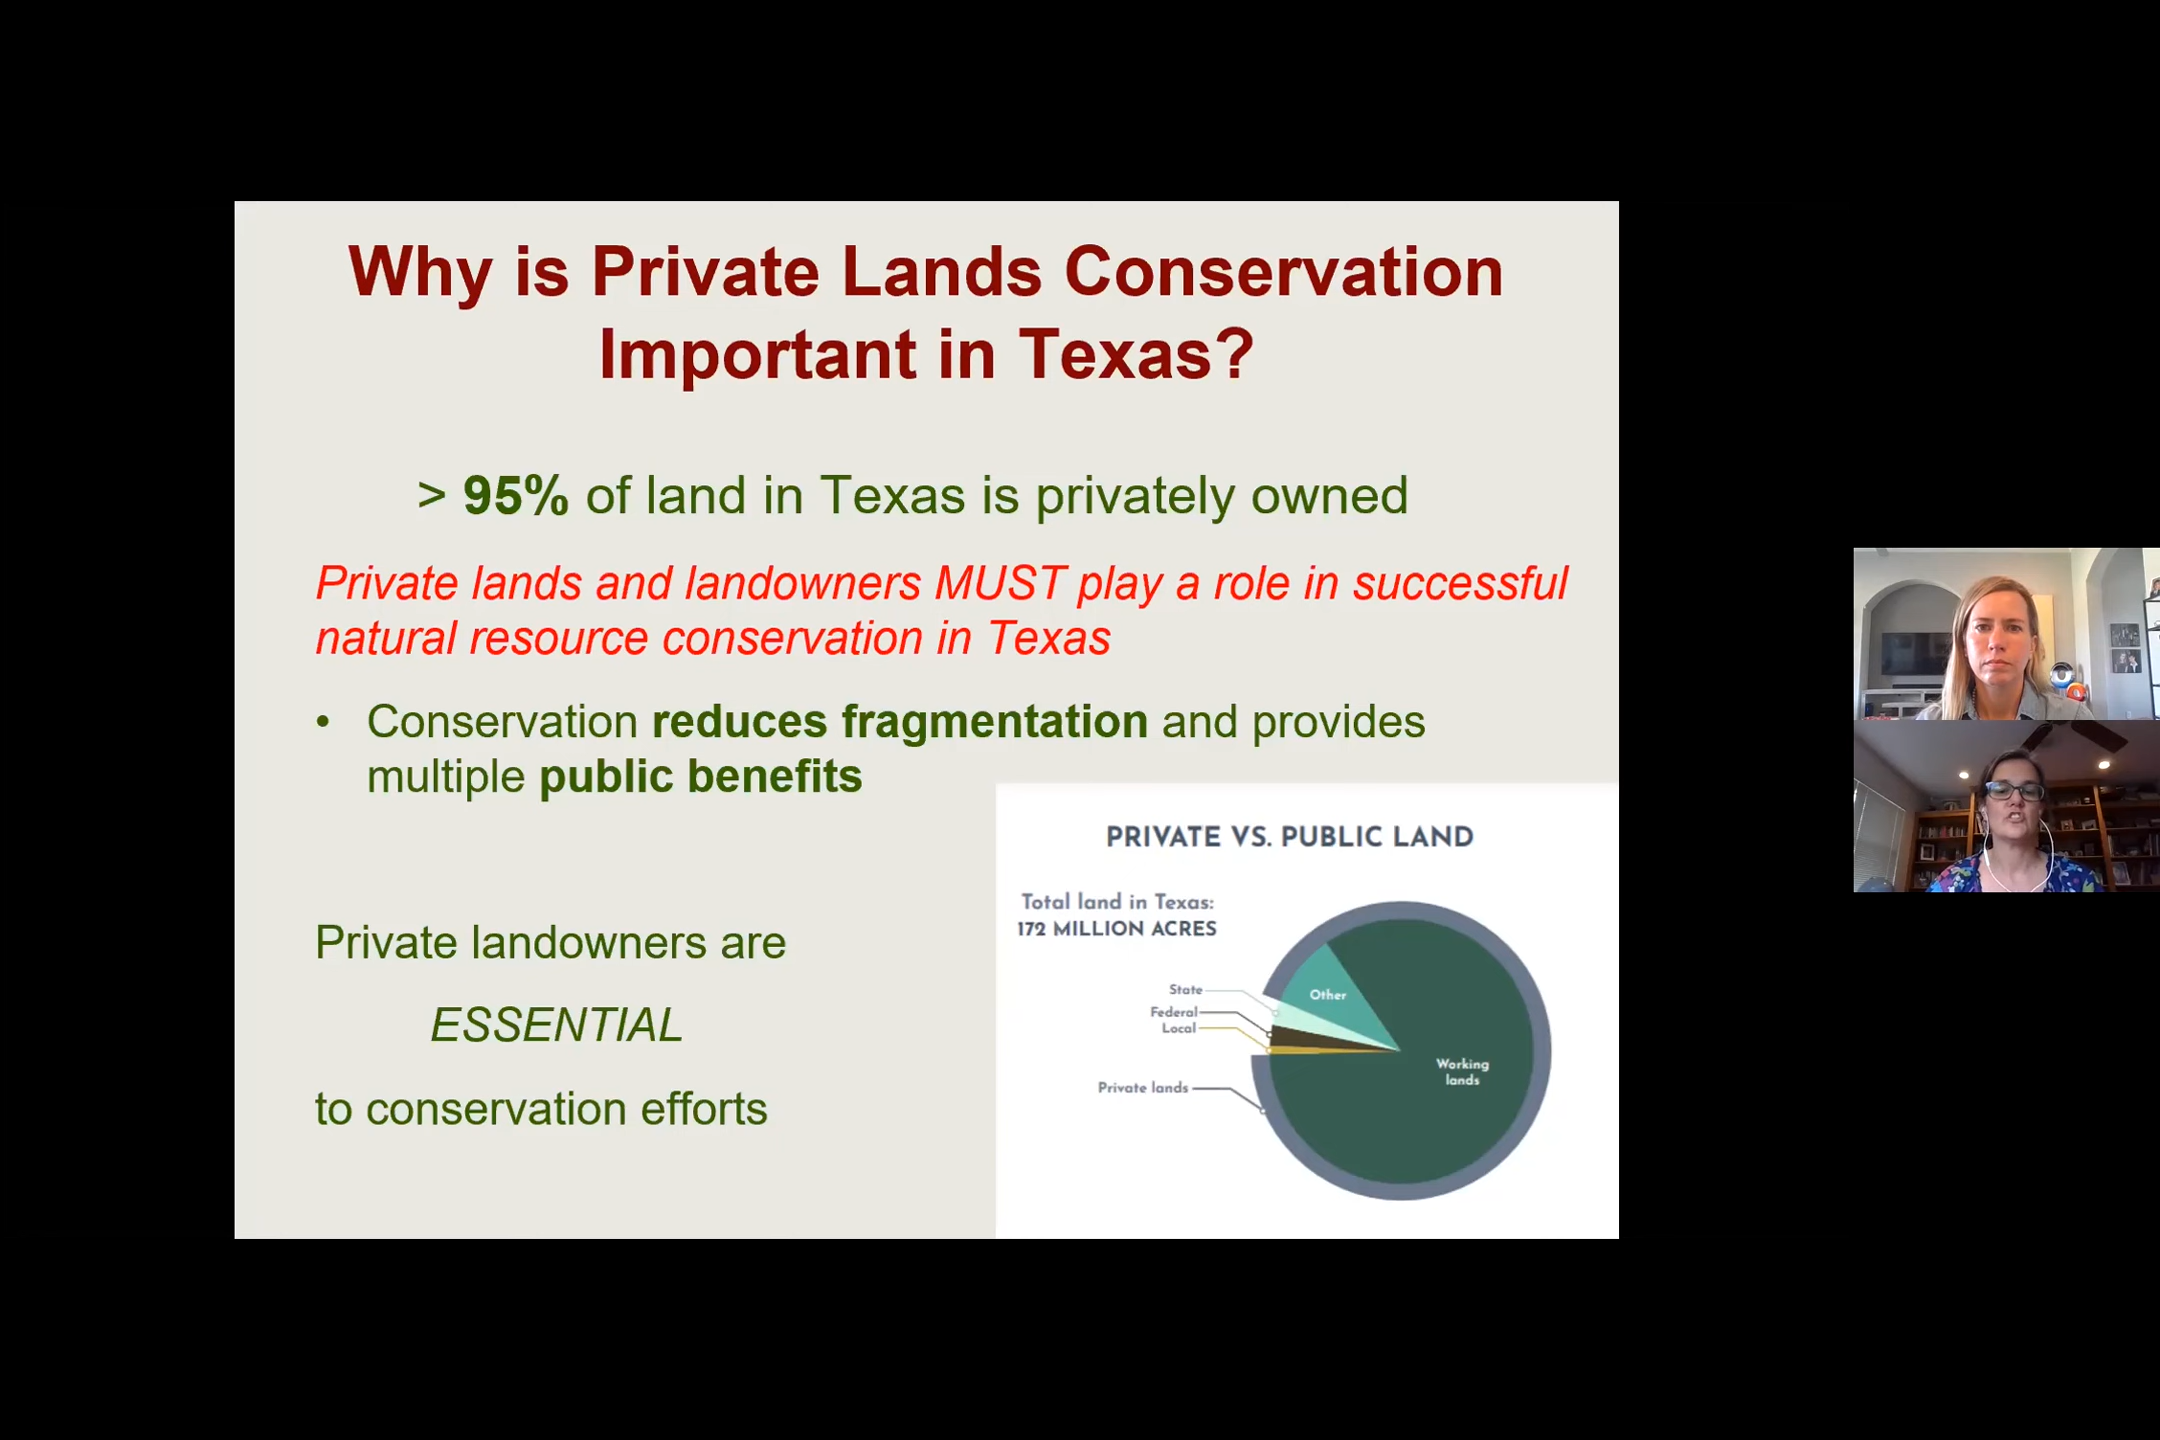 Why is Private Lands Conservation
Important in Texas?
> 95% of land in Texas is privately owned
Private lands and landowners MUST play a role in successful
natural resource conservation in Texas
• Conservation reduces fragmentation and provides
multiple public benefits
Private landowners are
ESSENTIAL
to conservation efforts
PRIVATE VS. PUBLIC LAND
Total land in Texas:
172 MILLION ACRES
State
Federal
Local
Private lands
Other
Working
lands